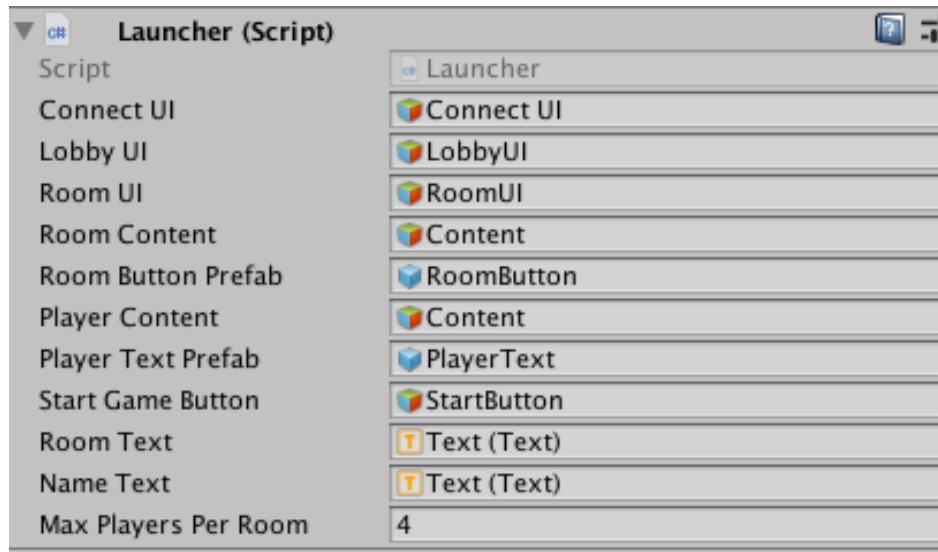 c# Launcher (Script)
Script Launcher
Connect UI Connect UI
Lobby UI LobbyUI
Room UI RoomUI
Room Content Content
Room Button Prefab RoomButton
Player Content Content
Player Text Prefab PlayerText
Start Game Button StartButton
Room Text Text (Text)
Name Text Text (Text)
Max Players Per Room 4